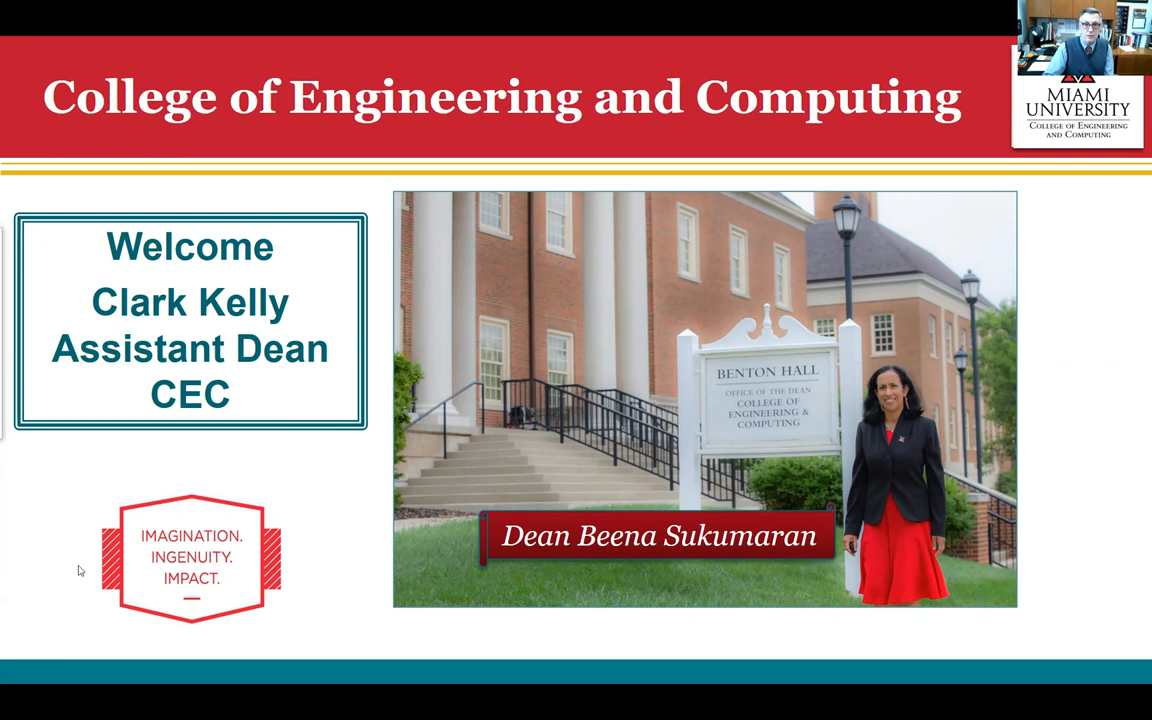 College of Engineering and Computing
MIAMI
UNIVERSITY
COLLEGE OF ENGINEERING
AND COMPUTING
Welcome
Clark Kelly
Assistant Dean
CEC
BENTON HALL
OFFICE OF THE DEAN
COLLEGE OF
ENGINEERING &
COMPUTING
Dean Beena Sukumaran
IMAGINATION.
INGENUITY.
IMPACT.